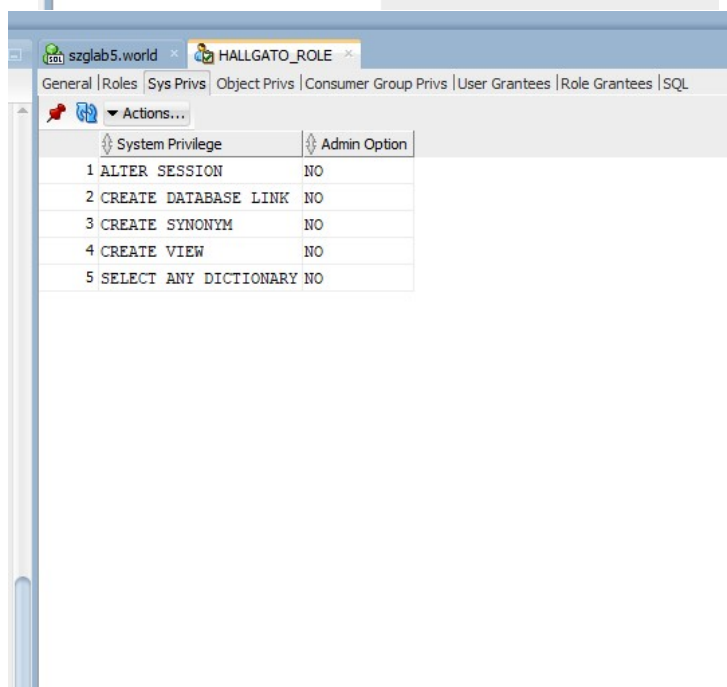 SQL szglab5.world HALLGATO_ROLE
General Roles Sys Privs Object Privs Consumer Group Privs User Grantees Role Grantees SQL
Actions...
System Privilege Admin Option
1 ALTER SESSION NO
2 CREATE DATABASE LINK NO
3 CREATE SYNONYM NO
4 CREATE VIEW NO
5 SELECT ANY DICTIONARY NO